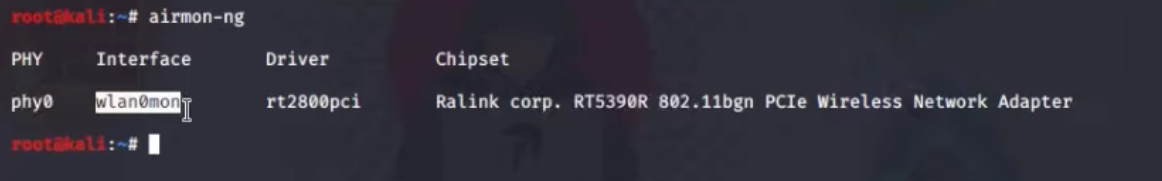 root@kali:~# airmon-ng
PHY Interface Driver Chipset
phy0 wlan0mon rt2800pci Ralink corp. RT5390R 802.11bgn PCIe Wireless Network Adapter
root@kali:~#